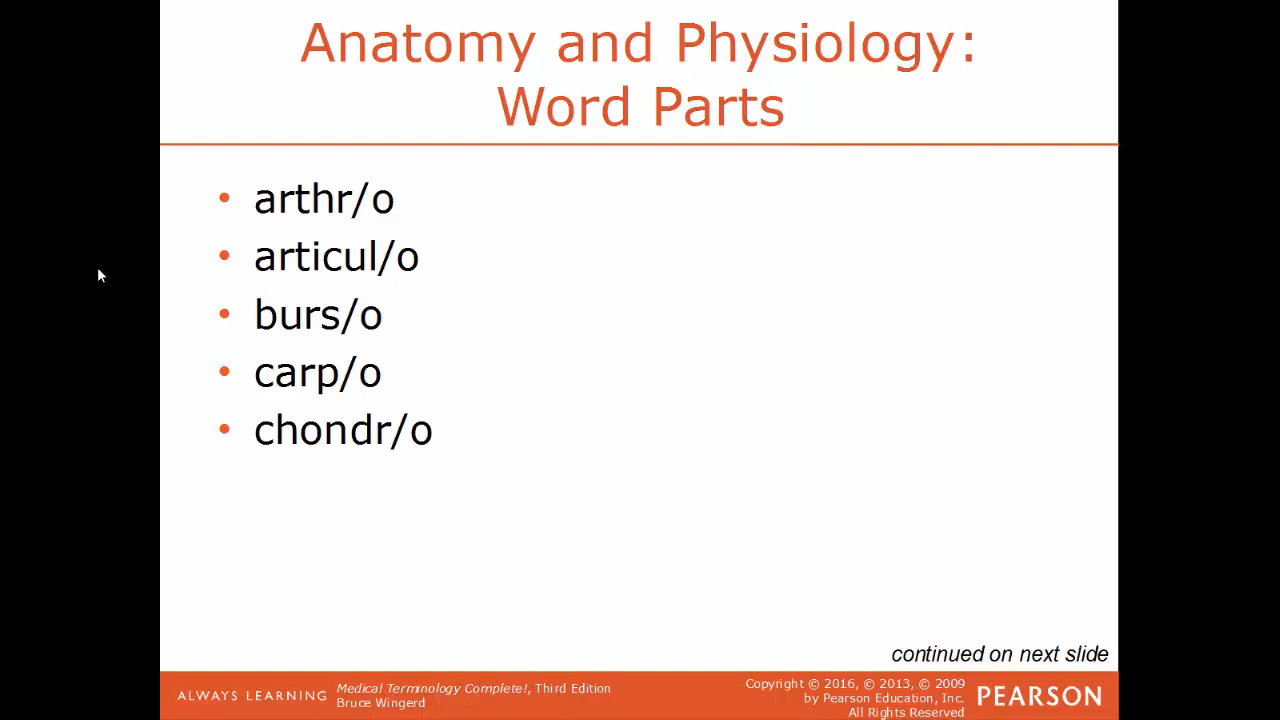 Anatomy and Physiology:
Word Parts
• arthr/o
• articul/o
• burs/o
• carp/o
• chondr/o
continued on next slide
ALWAYS LEARNING
Medical Terminology Complete!, Third Edition
Bruce Wingerd
Copyright © 2016, © 2013, © 2009
by Pearson Education, Inc.
All Rights Reserved
PEARSON